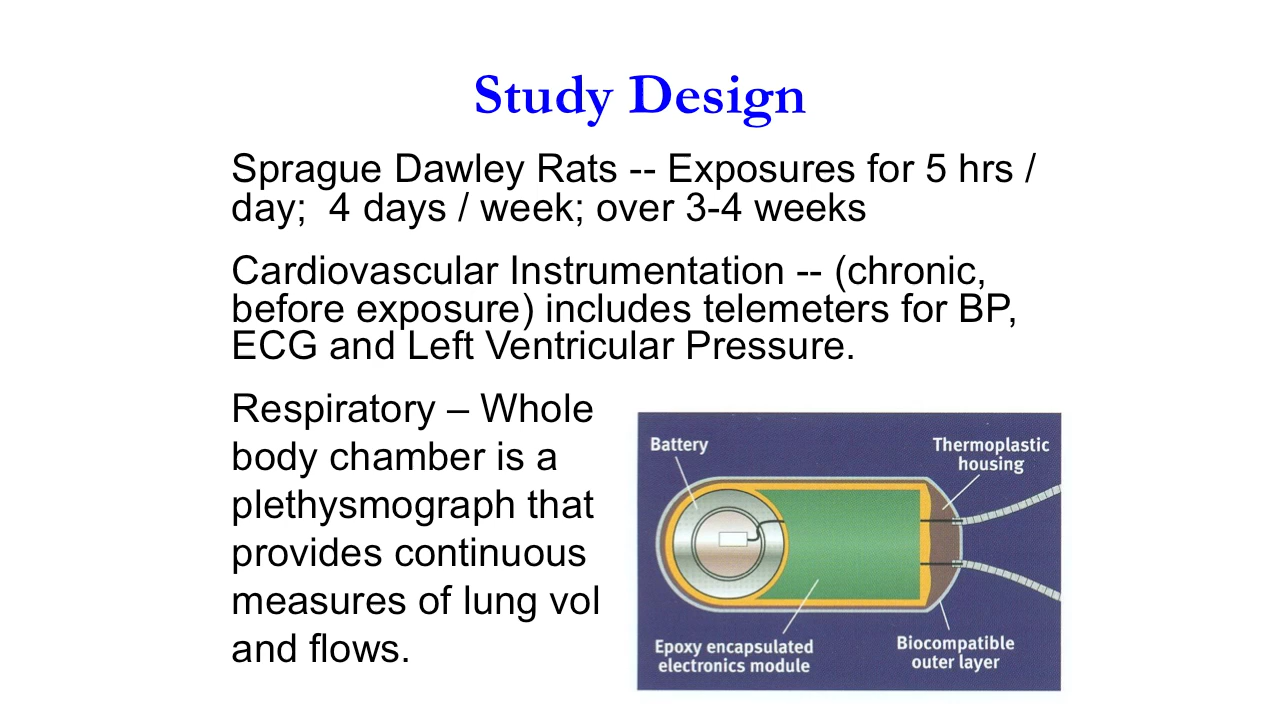 Study Design
Sprague Dawley Rats -- Exposures for 5 hrs /
day;  4 days / week; over 3-4 weeks
Cardiovascular Instrumentation -- (chronic,
before exposure) includes telemeters for BP,
ECG and Left Ventricular Pressure.
Respiratory – Whole
body chamber is a
plethysmograph that
provides continuous
measures of lung vol
and flows.
Battery
Thermoplastic
housing
Epoxy encapsulated
electronics module
Biocompatible
outer layer